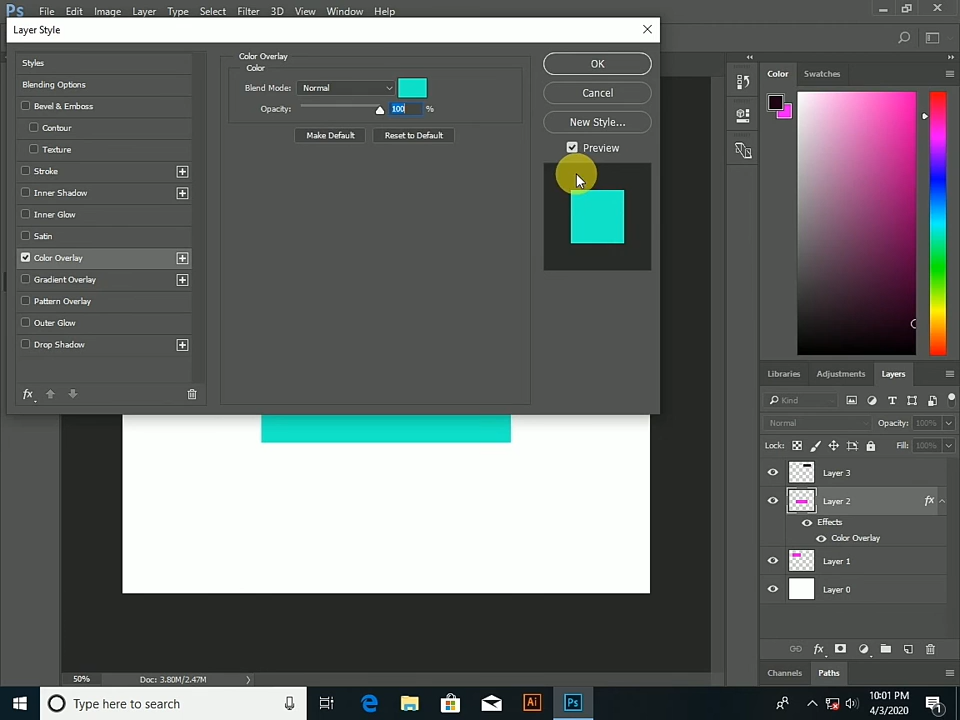 Ps File Edit Image Layer Type Select Filter 3D View Window Help
Layer Style
Styles
Blending Options
Bevel & Emboss
Contour
Texture
Stroke
Inner Shadow
Inner Glow
Satin
Color Overlay
Gradient Overlay
Pattern Overlay
Outer Glow
Drop Shadow
fx
Color Overlay
Color
Blend Mode: Normal
Opacity: 100 %
Make Default Reset to Default
OK
Cancel
New Style...
Preview
Color Swatches
Libraries Adjustments Layers
Kind
Normal Opacity: 100%
Lock: Fill: 100%
Layer 3
Layer 2 fx
Effects
Color Overlay
Layer 1
Layer 0
fx
Channels Paths
50% Doc: 3.80M/2.47M
Type here to search
Ai Ps
10:01 PM
4/3/2020